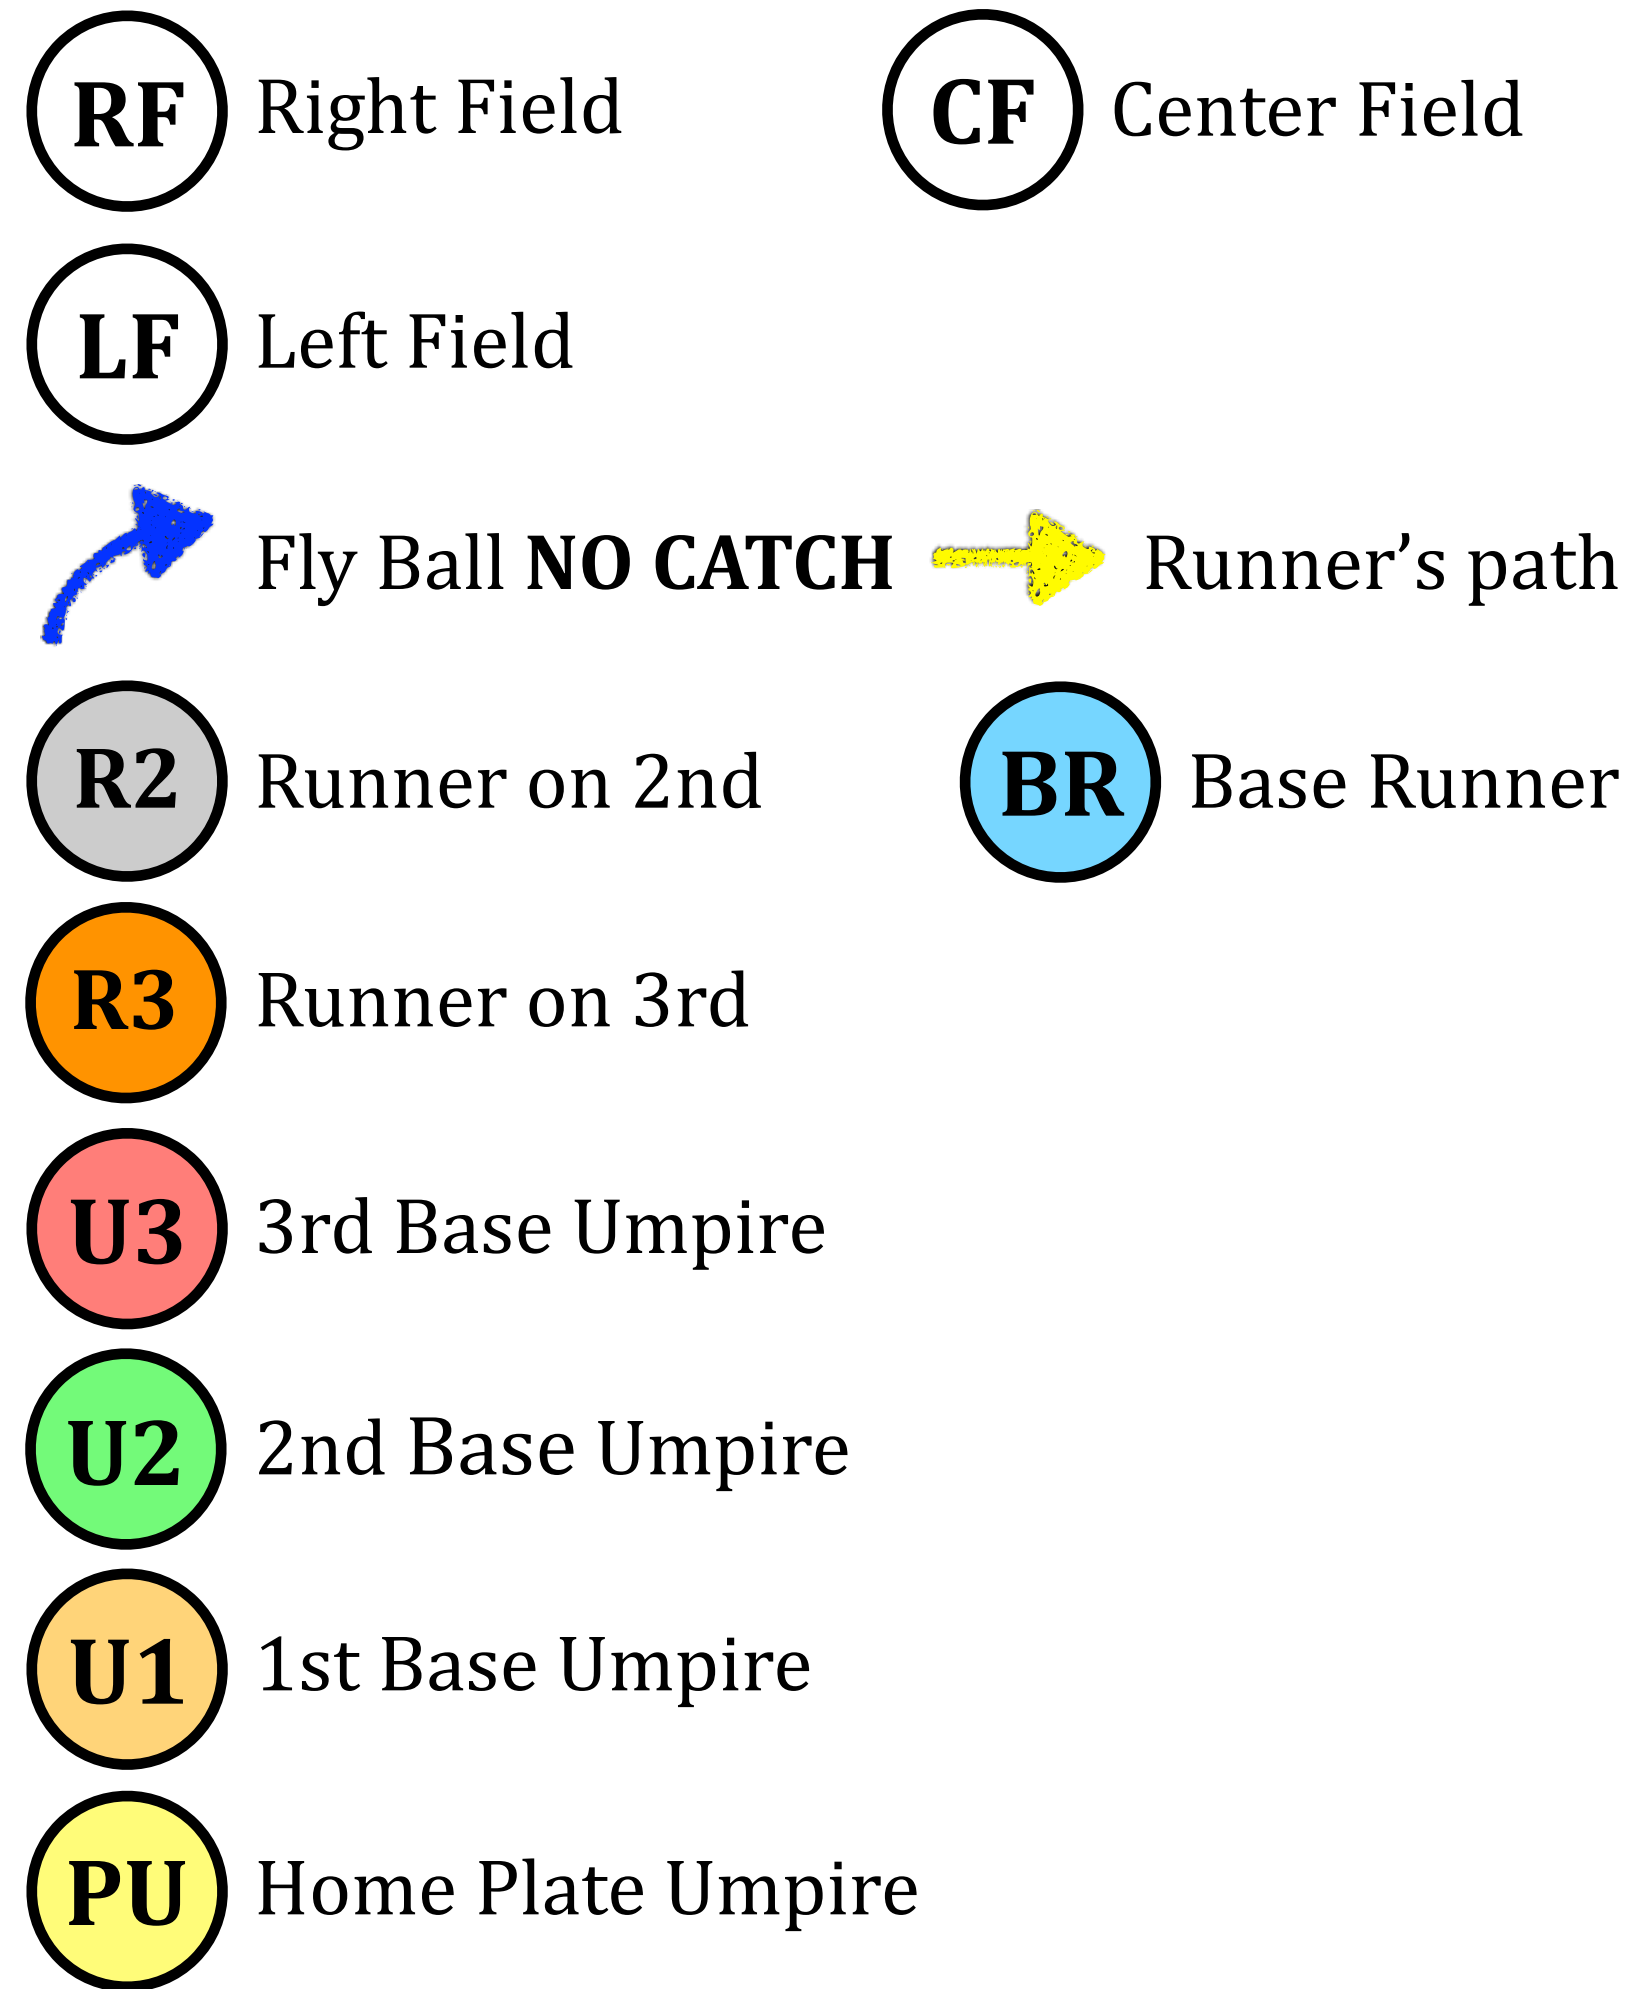 RF Right Field CF Center Field
LF Left Field
Fly Ball NO CATCH Runner’s path
R2 Runner on 2nd BR Base Runner
R3 Runner on 3rd
U3 3rd Base Umpire
U2 2nd Base Umpire
U1 1st Base Umpire
PU Home Plate Umpire